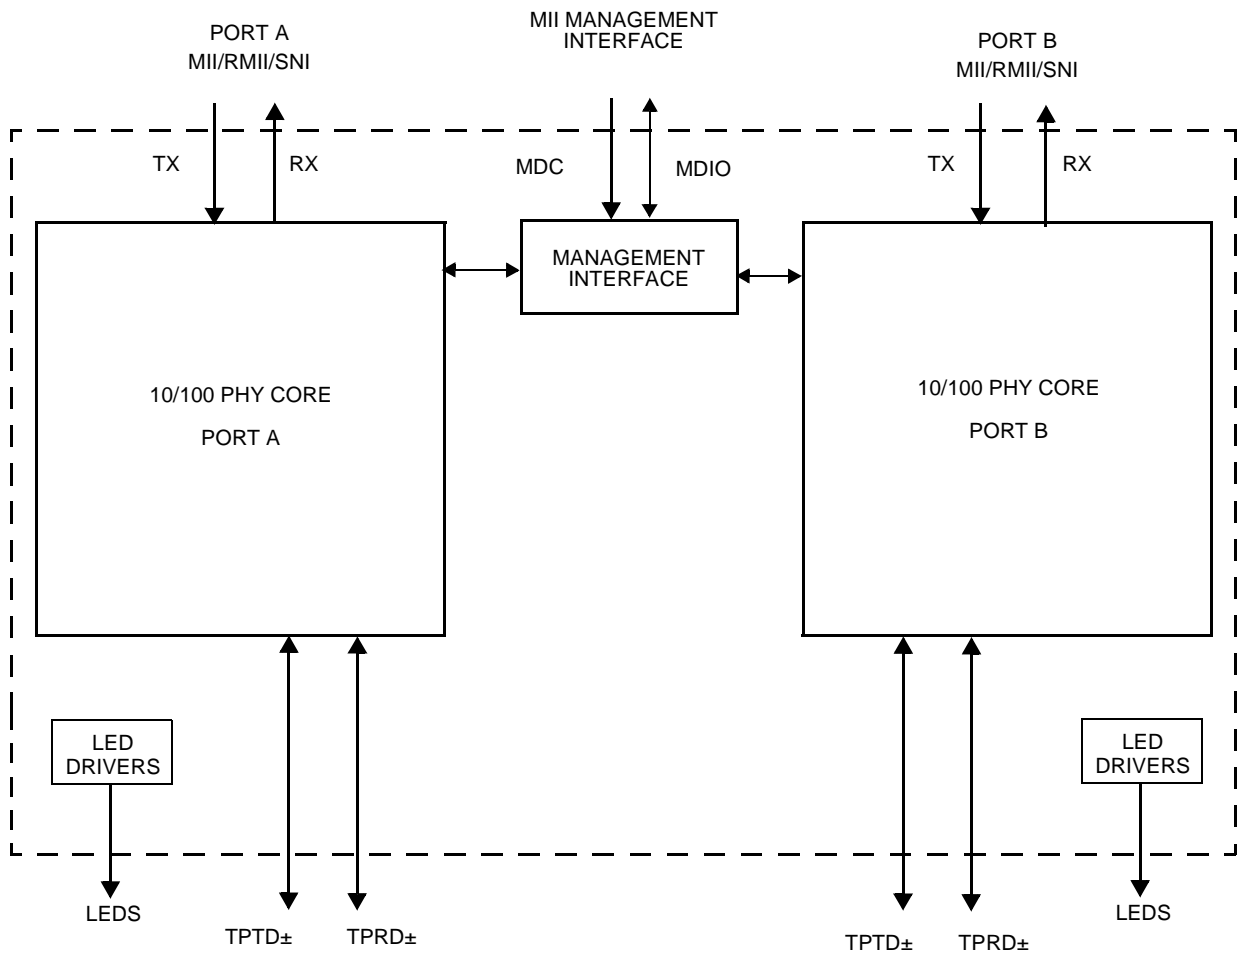 PORT A
MII/RMII/SNI
MII MANAGEMENT
INTERFACE
PORT B
MII/RMII/SNI
TX
RX
MDC
MDIO
TX
RX
MANAGEMENT
INTERFACE
10/100 PHY CORE
PORT A
10/100 PHY CORE
PORT B
LED
DRIVERS
LED
DRIVERS
LEDS
TPTD±
TPRD±
TPTD±
TPRD±
LEDS